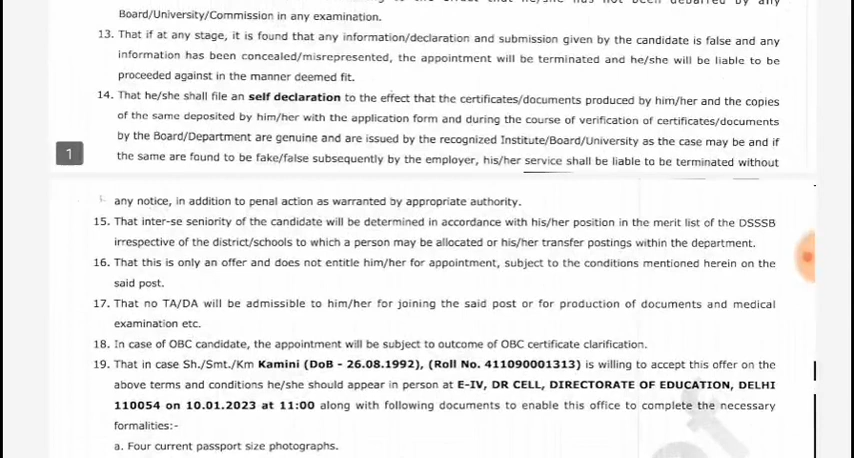 Board/University/Commission in any examination.
13. That if at any stage, it is found that any information/declaration and submission given by the candidate is false and any
information has been concealed/misrepresented, the appointment will be terminated and he/she will be liable to be
proceeded against in the manner deemed fit.
14. That he/she shall file an self declaration to the effect that the certificates/documents produced by him/her and the copies
of the same deposited by him/her with the application form and during the course of verification of certificates/documents
by the Board/Department are genuine and are issued by the recognized Institute/Board/University as the case may be and if
1
the same are found to be fake/false subsequently by the employer, his/her service shall be liable to be terminated without
any notice, in addition to penal action as warranted by appropriate authority.
15. That inter-se seniority of the candidate will be determined in accordance with his/her position in the merit list of the DSSSB
irrespective of the district/schools to which a person may be allocated or his/her transfer postings within the department.
16. That this is only an offer and does not entitle him/her for appointment, subject to the conditions mentioned herein on the
said post.
17. That no TA/DA will be admissible to him/her for joining the said post or for production of documents and medical
examination etc.
18. In case of OBC candidate, the appointment will be subject to outcome of OBC certificate clarification.
19. That in case Sh./Smt./Km Kamini (DoB - 26.08.1992), (Roll No. 411090001313) is willing to accept this offer on the
above terms and conditions he/she should appear in person at E-IV, DR CELL, DIRECTORATE OF EDUCATION, DELHI
110054 on 10.01.2023 at 11:00 along with following documents to enable this office to complete the necessary
formalities:-
a. Four current passport size photographs.